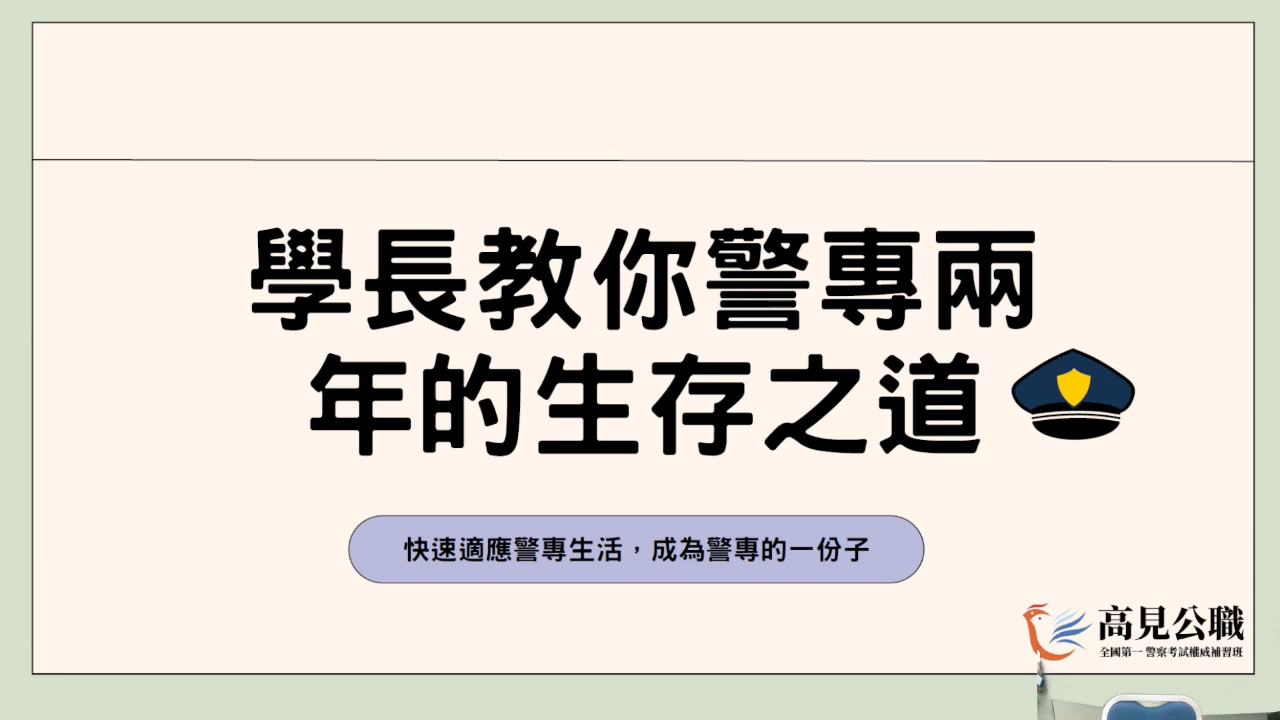 學長教你警專兩
年的生存之道
快速適應警專生活，成為警專的一份子
高見公職
全國第一 警察考試權威補習班